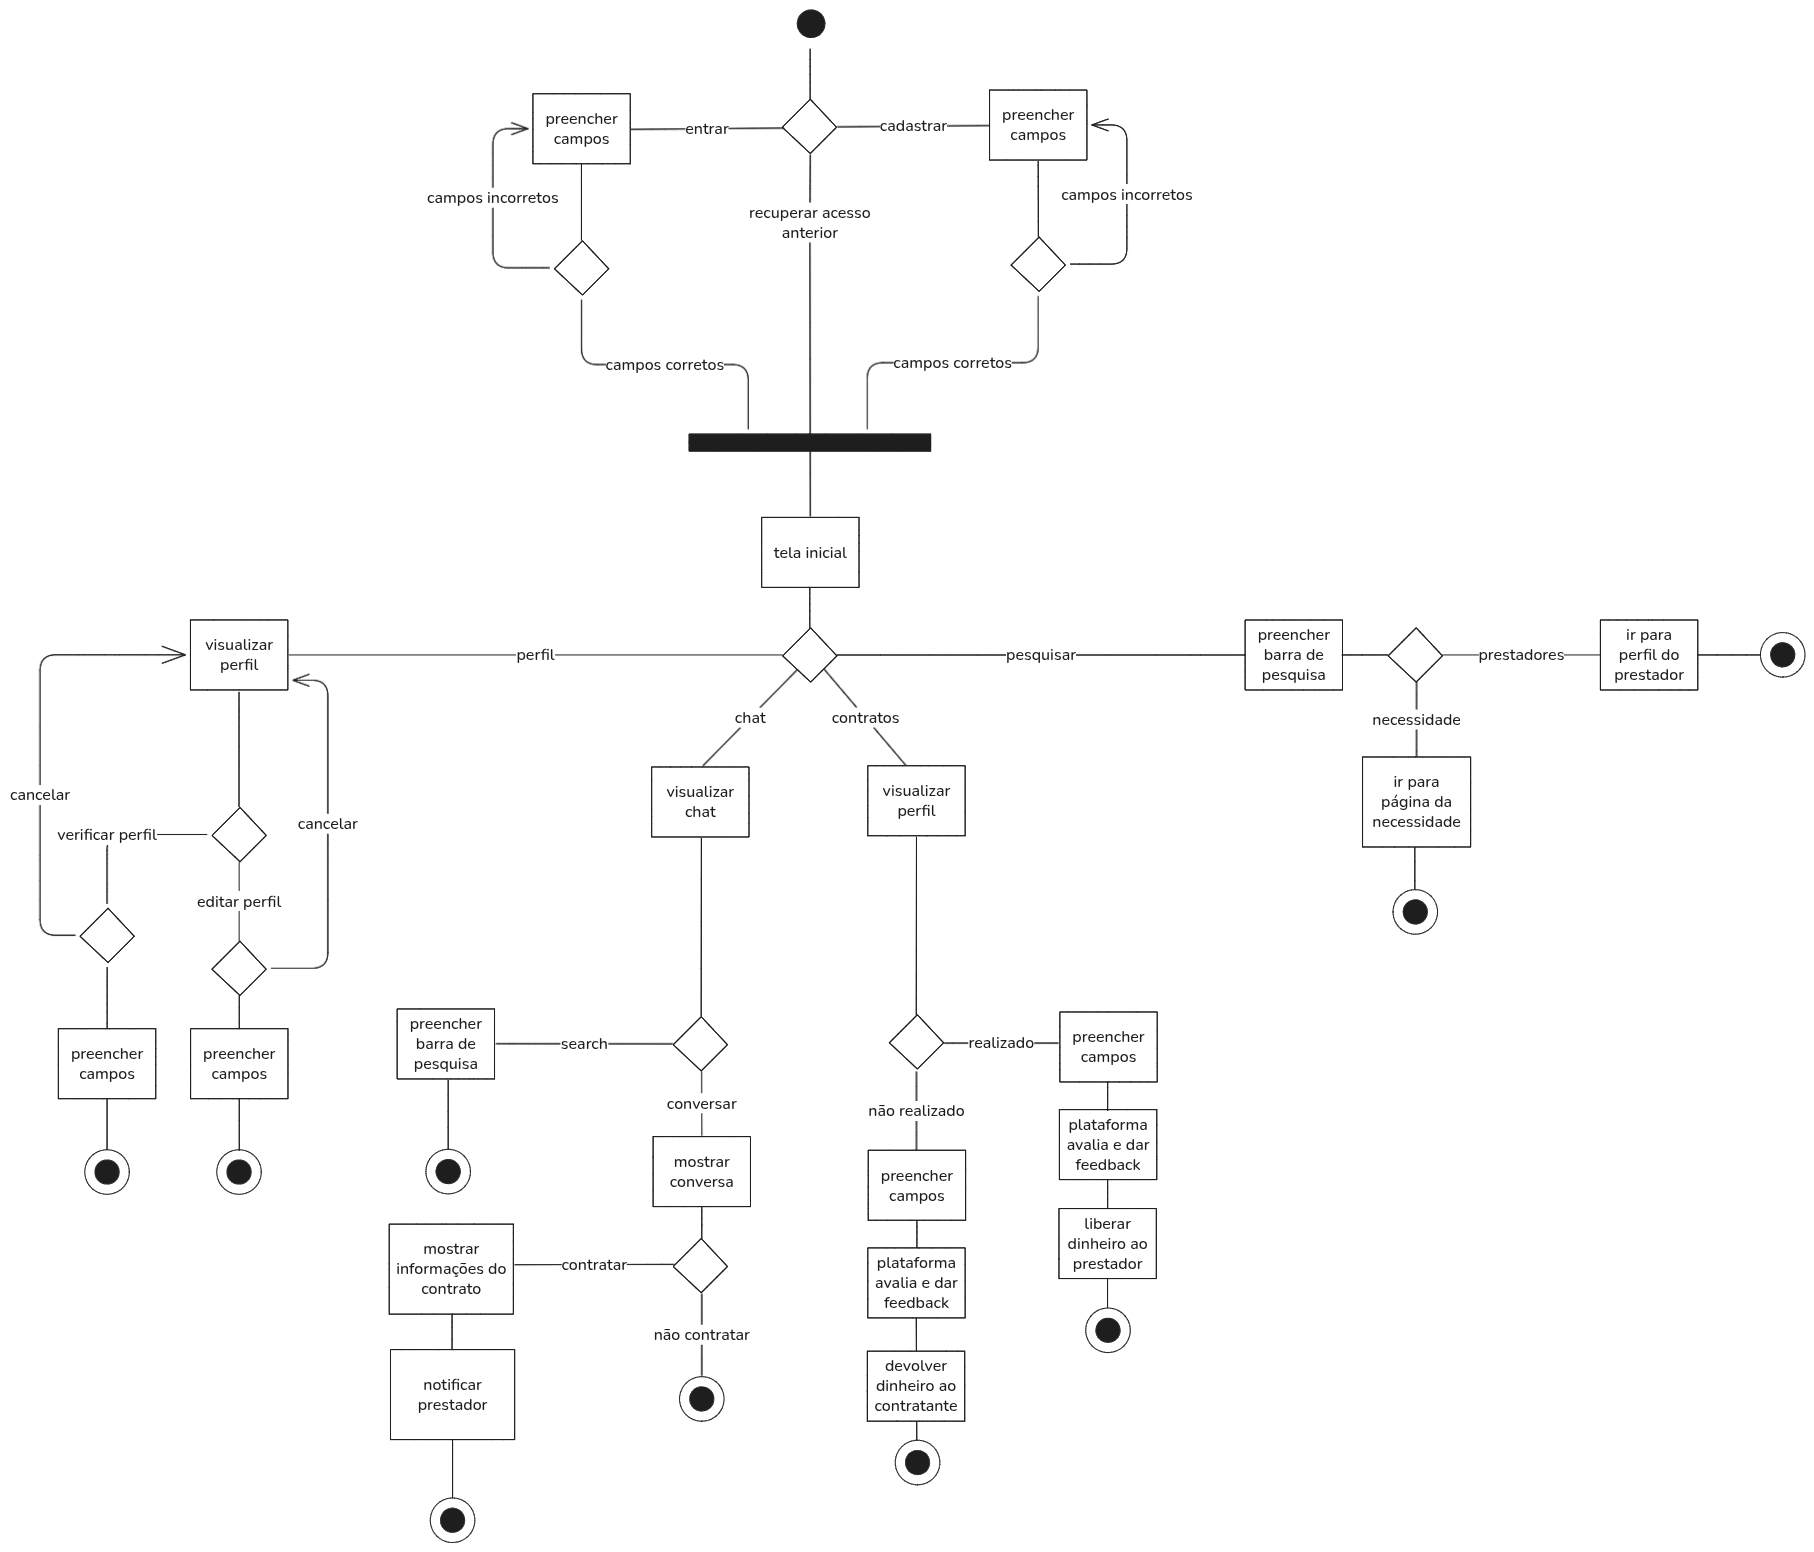 preencher
campos
entrar
cadastrar
preencher
campos
campos incorretos
recuperar acesso
anterior
campos incorretos
campos corretos
campos corretos
tela inicial
visualizar
perfil
perfil
pesquisar
preencher
barra de
pesquisa
prestadores
ir para
perfil do
prestador
chat
contratos
necessidade
visualizar
chat
visualizar
perfil
ir para
página da
necessidade
cancelar
verificar perfil
cancelar
editar perfil
preencher
campos
preencher
campos
preencher
barra de
pesquisa
search
conversar
mostrar
conversa
realizado
preencher
campos
não realizado
plataforma
avalia e dar
feedback
preencher
campos
liberar
dinheiro ao
prestador
mostrar
informações do
contrato
contratar
plataforma
avalia e dar
feedback
não contratar
notificar
prestador
devolver
dinheiro ao
contratante